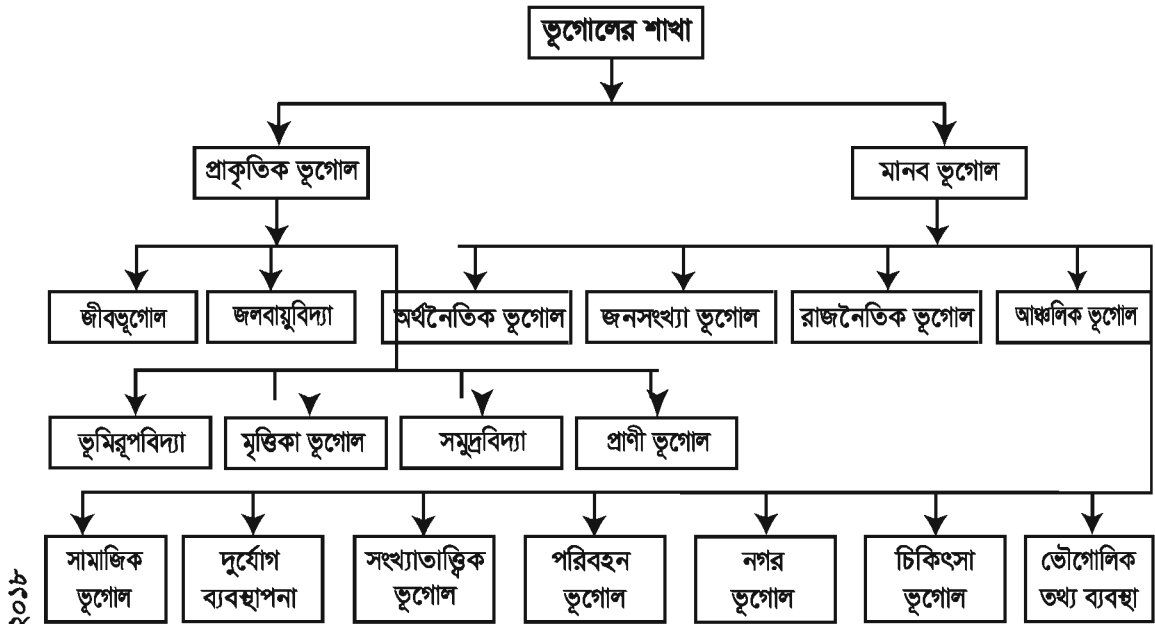 ভূগোলের শাখা
প্রাকৃতিক ভূগোল
মানব ভূগোল
জীবভূগোল
জলবায়ুবিদ্যা
অর্থনৈতিক ভূগোল
জনসংখ্যা ভূগোল
রাজনৈতিক ভূগোল
আঞ্চলিক ভূগোল
ভূমিরূপবিদ্যা
মৃত্তিকা ভূগোল
সমুদ্রবিদ্যা
প্রাণী ভূগোল
সামাজিক
ভূগোল
দুর্যোগ
ব্যবস্থাপনা
সংখ্যাতাত্ত্বিক
ভূগোল
পরিবহন
ভূগোল
নগর
ভূগোল
চিকিৎসা
ভূগোল
ভৌগোলিক
তথ্য ব্যবস্থা
২০১৮